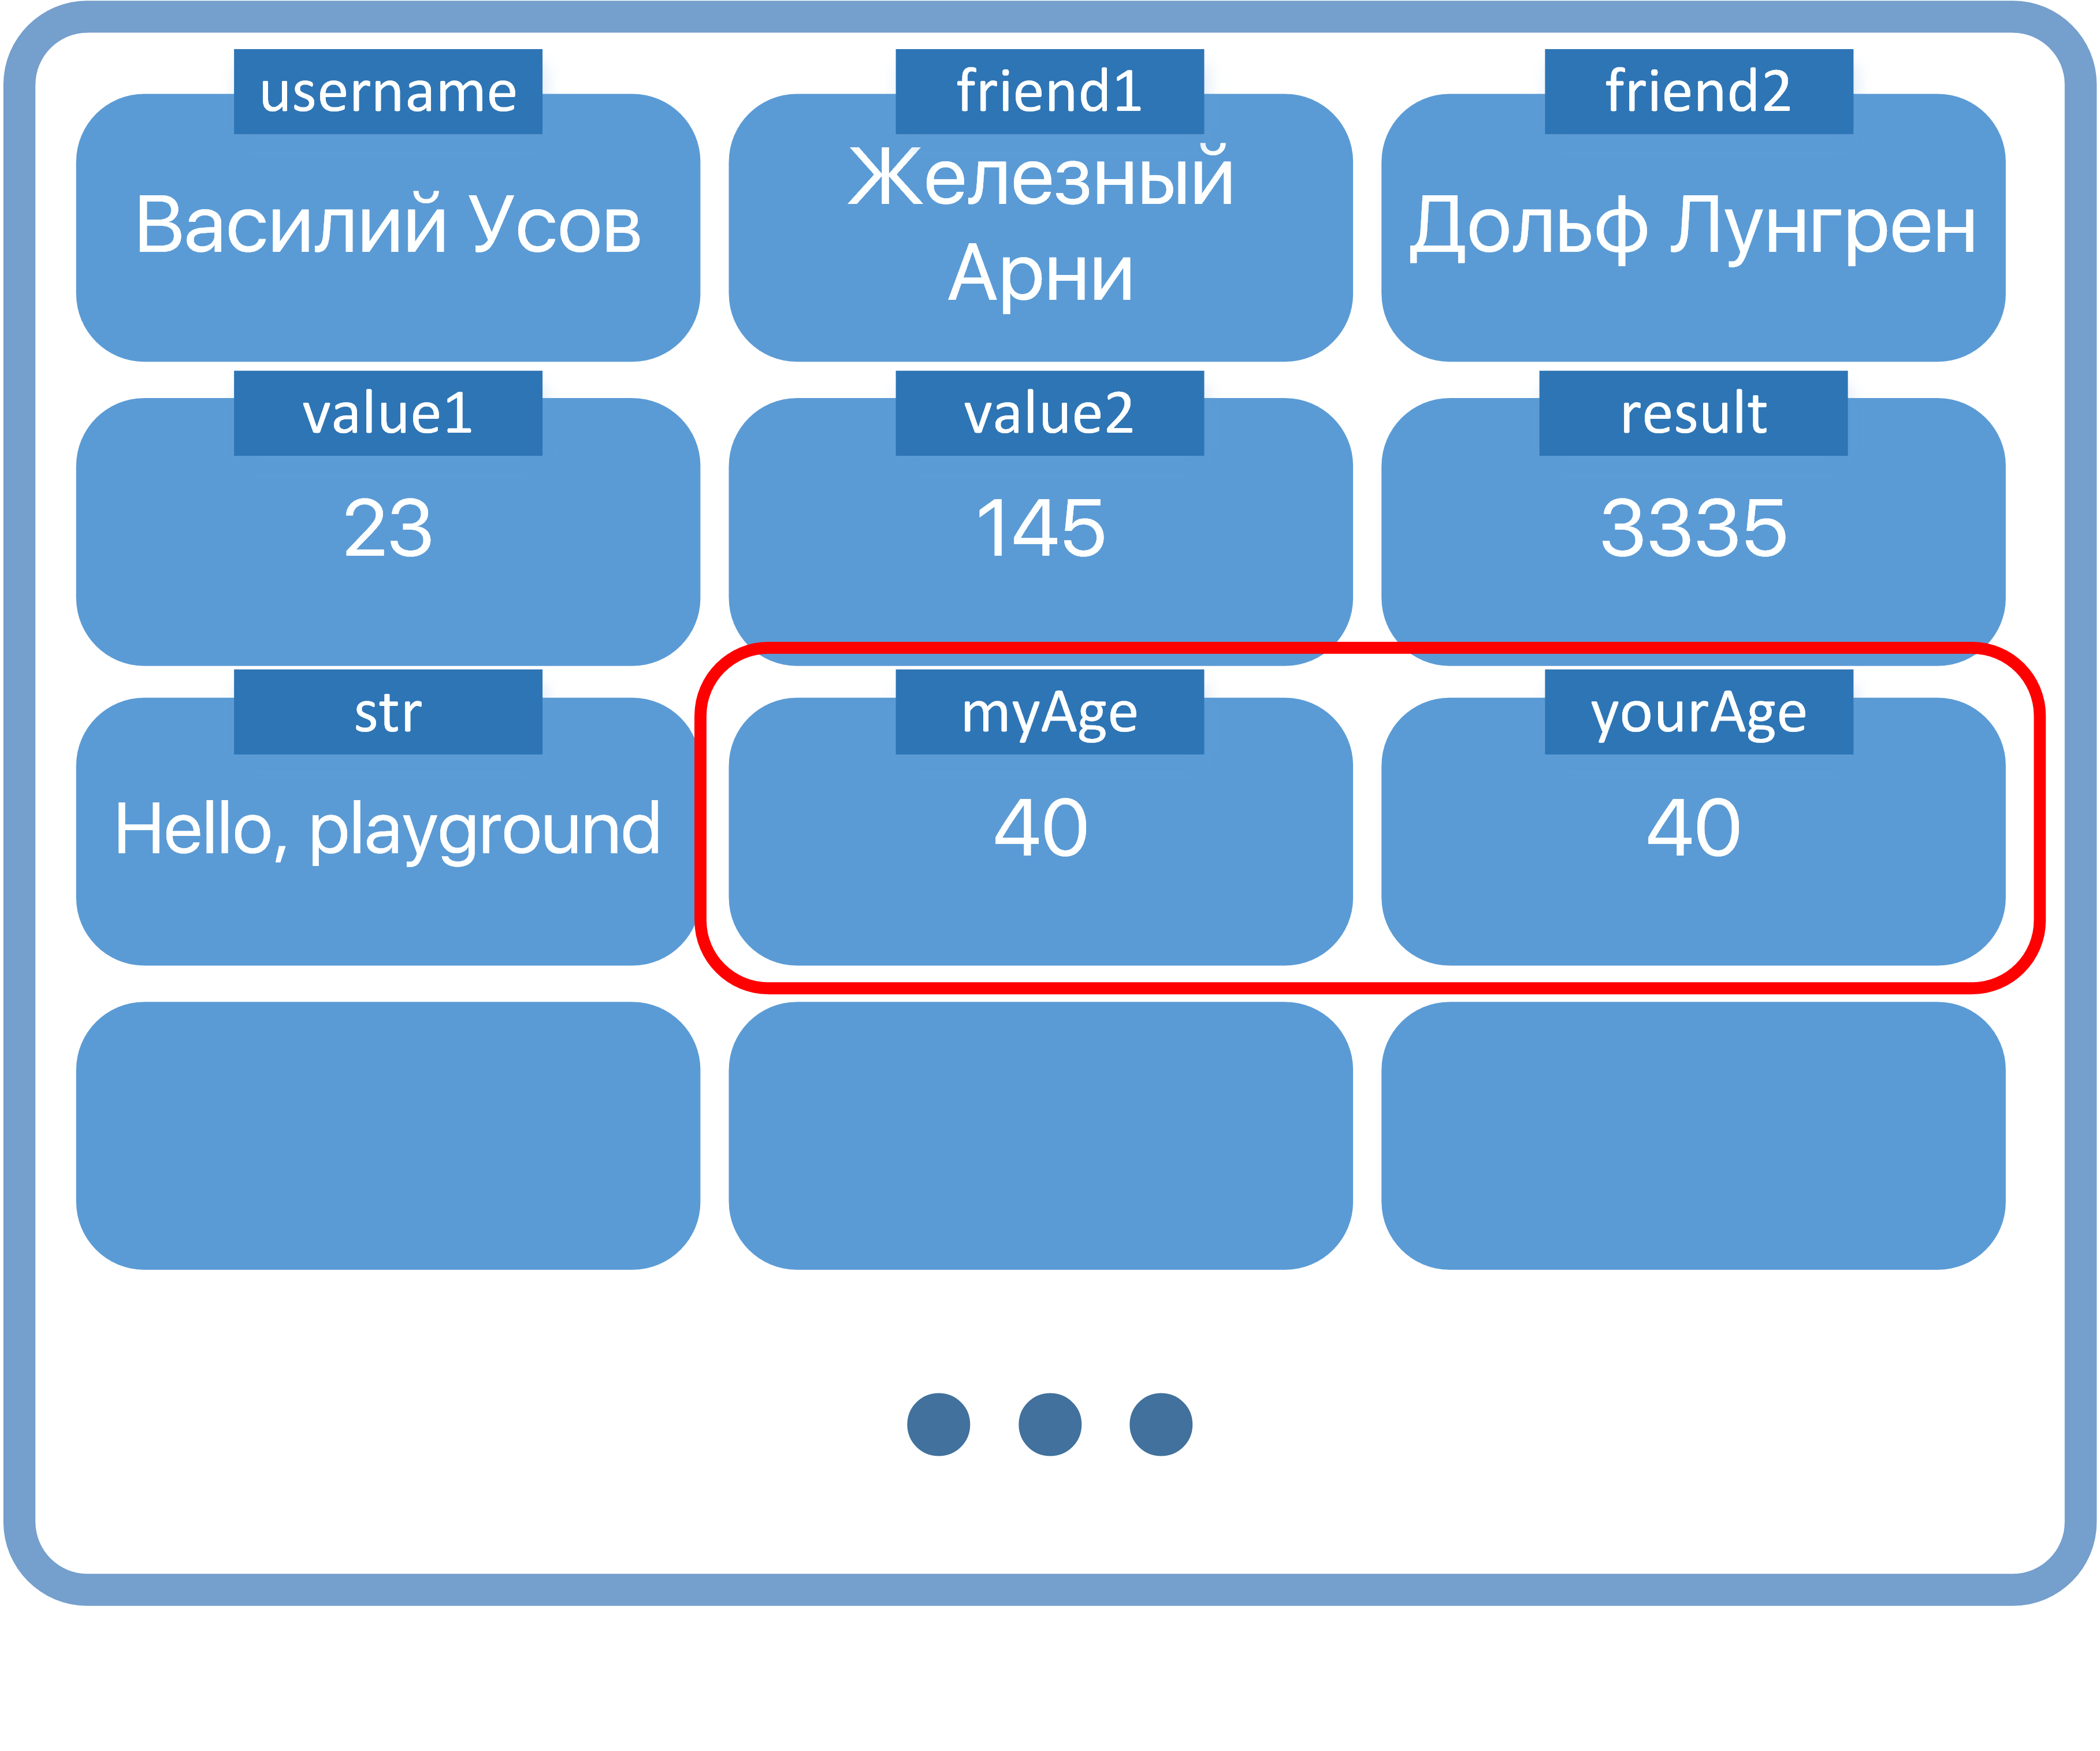 username
friend1
friend2
Василий Усов
Железный
Арни
Дольф Лунгрен
value1
value2
result
23
145
3335
str
myAge
yourAge
Hello, playground
40
40